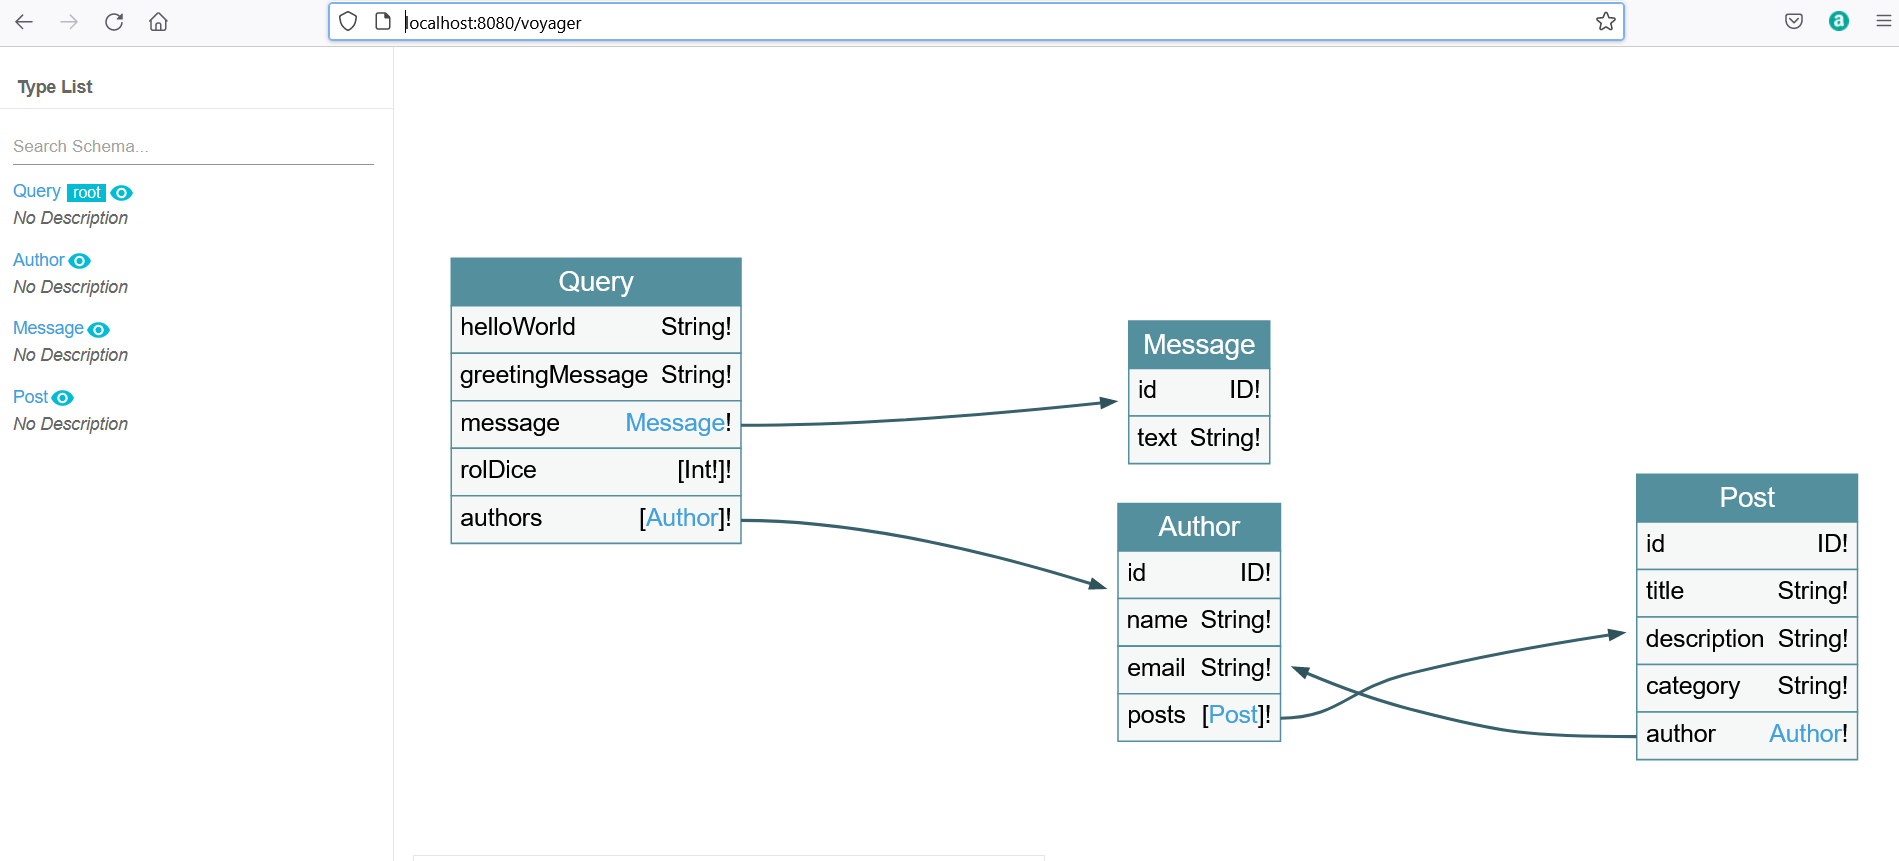 localhost:8080/voyager
a
Type List
Search Schema...
Query root
No Description
Author
No Description
Message
No Description
Post
No Description
Query
helloWorld String!
greetingMessage String!
message Message!
rolDice [Int!]!
authors [Author]!
Message
id ID!
text String!
Author
id ID!
name String!
email String!
posts [Post]!
Post
id ID!
title String!
description String!
category String!
author Author!